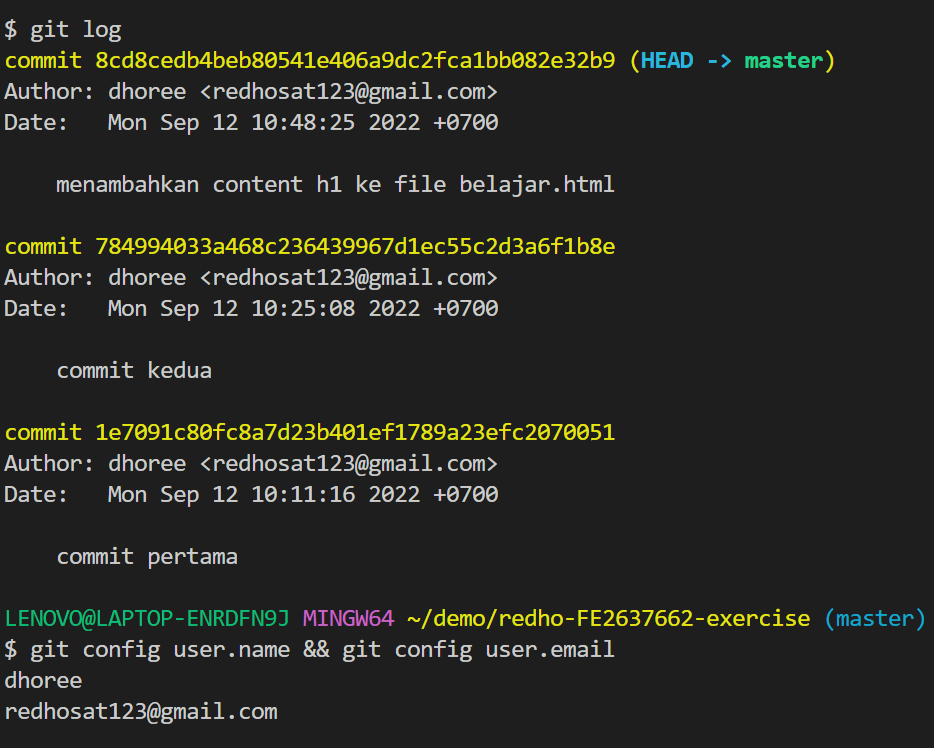 $ git log
commit 8cd8cedb4beb80541e406a9dc2fca1bb082e32b9 (HEAD -> master)
Author: dhoree <redhosat123@gmail.com>
Date:   Mon Sep 12 10:48:25 2022 +0700
    menambahkan content h1 ke file belajar.html
commit 784994033a468c236439967d1ec55c2d3a6f1b8e
Author: dhoree <redhosat123@gmail.com>
Date:   Mon Sep 12 10:25:08 2022 +0700
    commit kedua
commit 1e7091c80fc8a7d23b401ef1789a23efc2070051
Author: dhoree <redhosat123@gmail.com>
Date:   Mon Sep 12 10:11:16 2022 +0700
    commit pertama
LENOVO@LAPTOP-ENRDFN9J MINGW64 ~/demo/redho-FE2637662-exercise (master)
$ git config user.name && git config user.email
dhoree
redhosat123@gmail.com